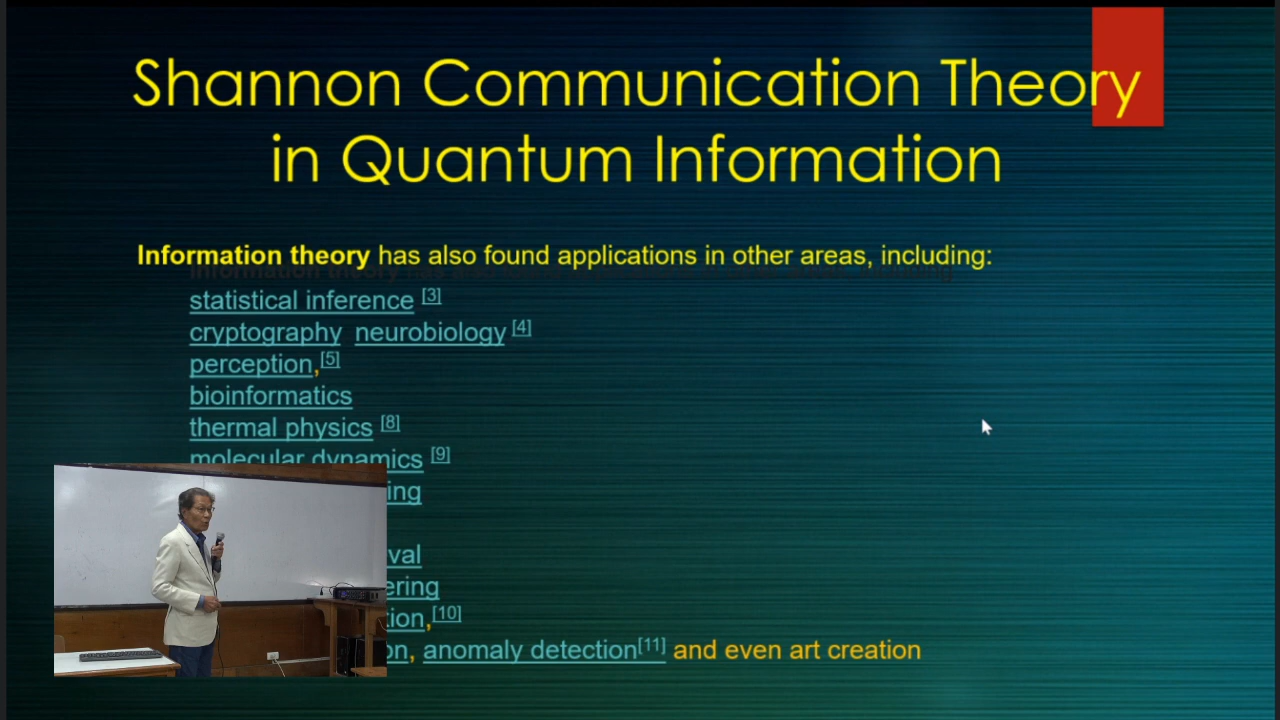 Shannon Communication Theory
in Quantum Information
Information theory has also found applications in other areas, including:
statistical inference [3]
cryptography neurobiology [4]
perception,[5]
bioinformatics
thermal physics [8]
molecular dynamics [9]
ing
val
ering
ion,[10]
on, anomaly detection[11] and even art creation